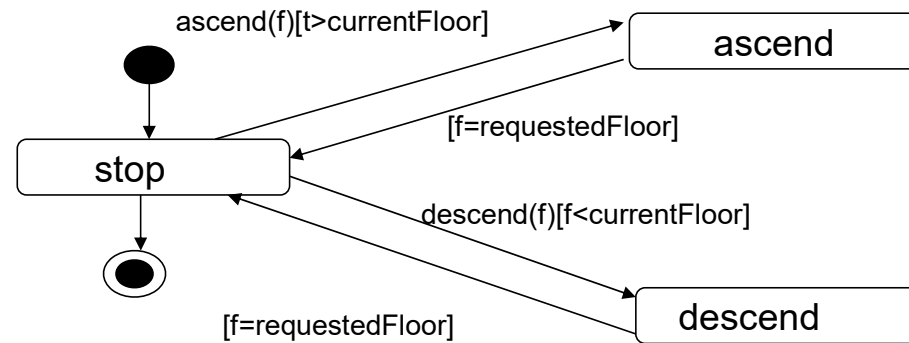 ascend(f)[t>currentFloor]
ascend
[f=requestedFloor]
stop
descend(f)[f<currentFloor]
descend
[f=requestedFloor]